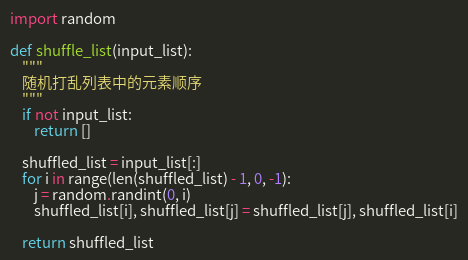 import random

def shuffle_list(input_list):
    """
    随机打乱列表中的元素顺序
    """
    if not input_list:
        return []

    shuffled_list = input_list[:]
    for i in range(len(shuffled_list) - 1, 0, -1):
        j = random.randint(0, i)
        shuffled_list[i], shuffled_list[j] = shuffled_list[j], shuffled_list[i]

    return shuffled_list